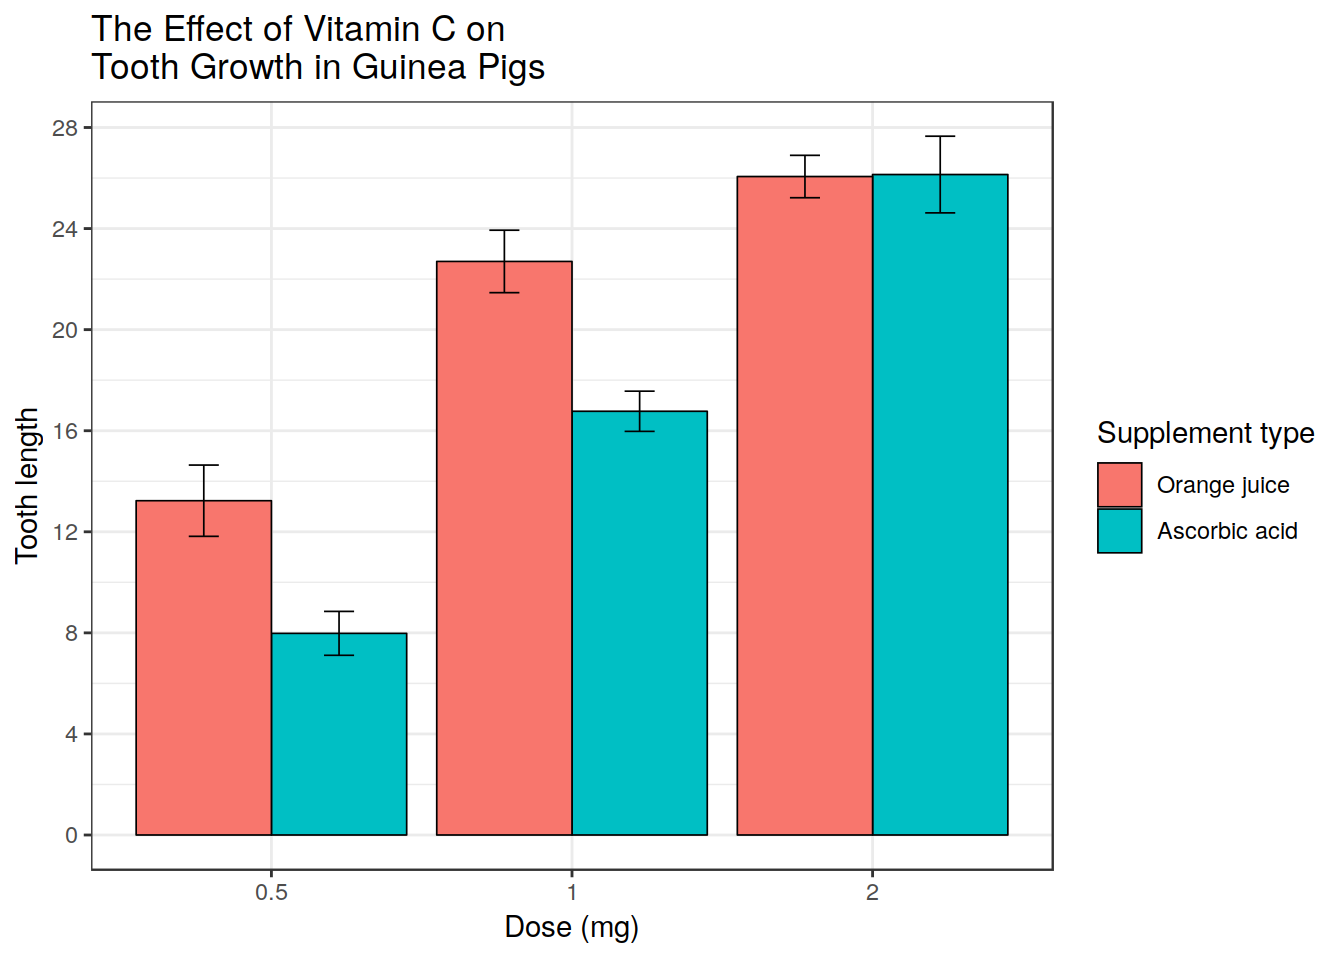 The Effect of Vitamin C on
Tooth Growth in Guinea Pigs
28
24
20
16
12
8
4
0
Tooth length
0.5
1
2
Dose (mg)
Supplement type
Orange juice
Ascorbic acid